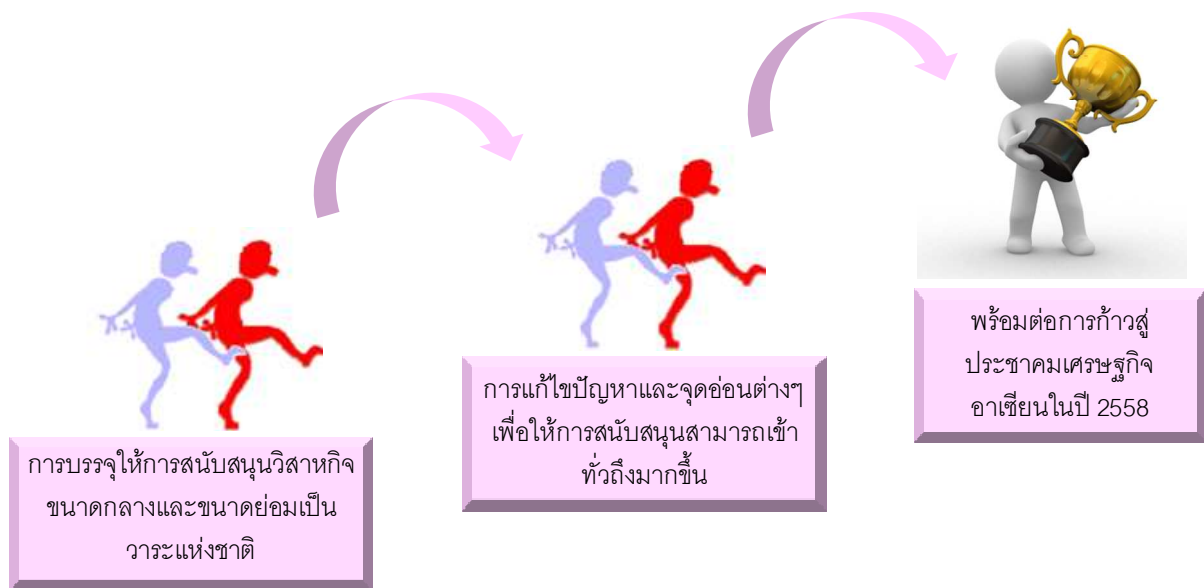 การบรรจุให้การสนับสนุนวิสาหกิจ
ขนาดกลางและขนาดย่อมเป็น
วาระแห่งชาติ
การแก้ไขปัญหาและจุดอ่อนต่างๆ
เพื่อให้การสนับสนุนสามารถเข้า
ทั่วถึงมากขึ้น
พร้อมต่อการก้าวสู่
ประชาคมเศรษฐกิจ
อาเซียนในปี 2558